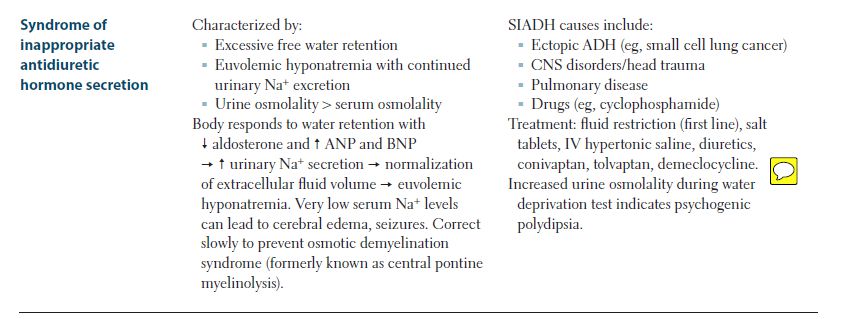 Syndrome of
inappropriate
antidiuretic
hormone secretion
Characterized by:
▪ Excessive free water retention
▪ Euvolemic hyponatremia with continued
urinary Na+ excretion
▪ Urine osmolality > serum osmolality
Body responds to water retention with
↓ aldosterone and ↑ ANP and BNP
→ ↑ urinary Na+ secretion → normalization
of extracellular fluid volume → euvolemic
hyponatremia. Very low serum Na+ levels
can lead to cerebral edema, seizures. Correct
slowly to prevent osmotic demyelination
syndrome (formerly known as central pontine
myelinolysis).
SIADH causes include:
▪ Ectopic ADH (eg, small cell lung cancer)
▪ CNS disorders/head trauma
▪ Pulmonary disease
▪ Drugs (eg, cyclophosphamide)
Treatment: fluid restriction (first line), salt
tablets, IV hypertonic saline, diuretics,
conivaptan, tolvaptan, demeclocycline.
Increased urine osmolality during water
deprivation test indicates psychogenic
polydipsia.